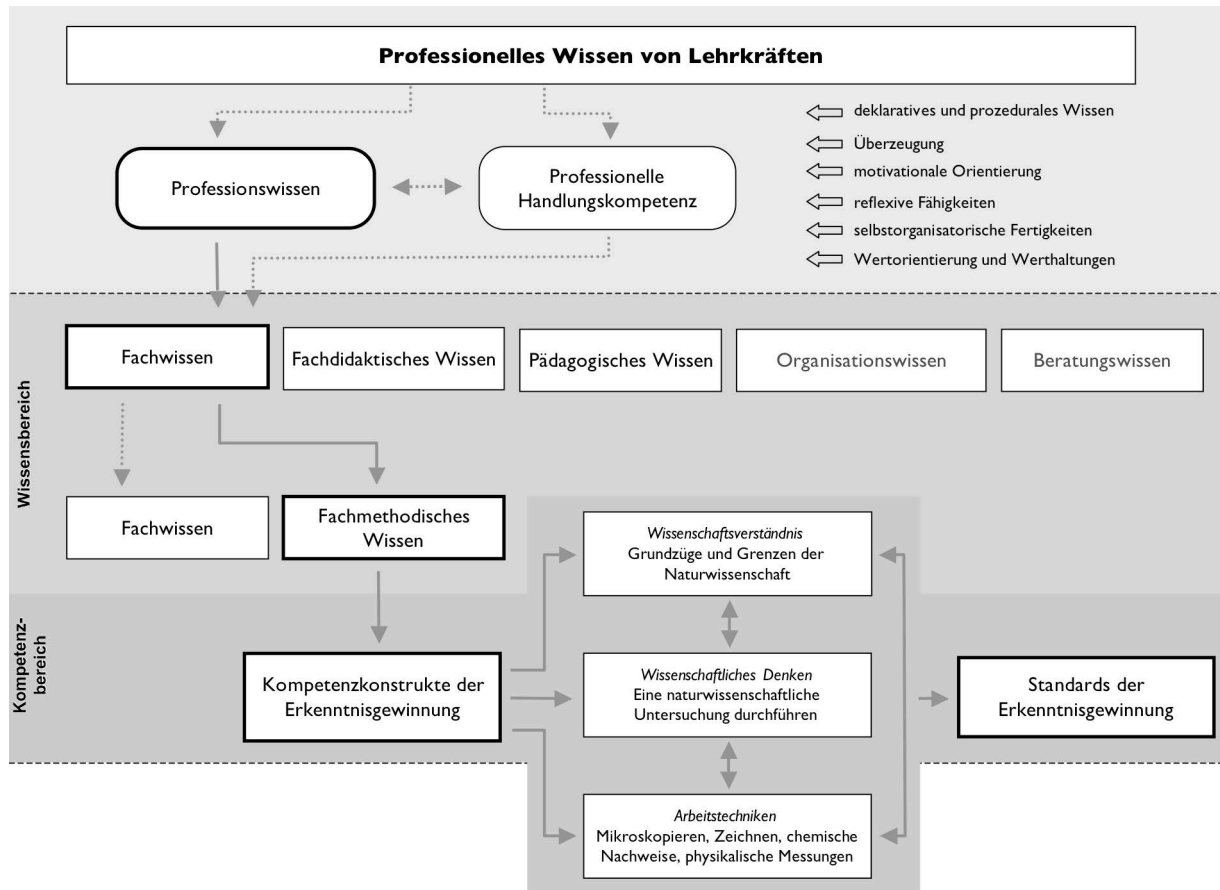 Professionelles Wissen von Lehrkräften
deklaratives und prozedurales Wissen
Überzeugung
motivationale Orientierung
reflexive Fähigkeiten
selbstorganisatorische Fertigkeiten
Wertorientierung und Werthaltungen
Professionswissen
Professionelle
Handlungskompetenz
Wissensbereich
Fachwissen
Fachdidaktisches Wissen
Pädagogisches Wissen
Organisationswissen
Beratungswissen
Fachwissen
Fachmethodisches
Wissen
Kompetenz-
bereich
Kompetenzkonstrukte der
Erkenntnisgewinnung
Wissenschaftsverständnis
Grundzüge und Grenzen der
Naturwissenschaft
Wissenschaftliches Denken
Eine naturwissenschaftliche
Untersuchung durchführen
Arbeitstechniken
Mikroskopieren, Zeichnen, chemische
Nachweise, physikalische Messungen
Standards der
Erkenntnisgewinnung